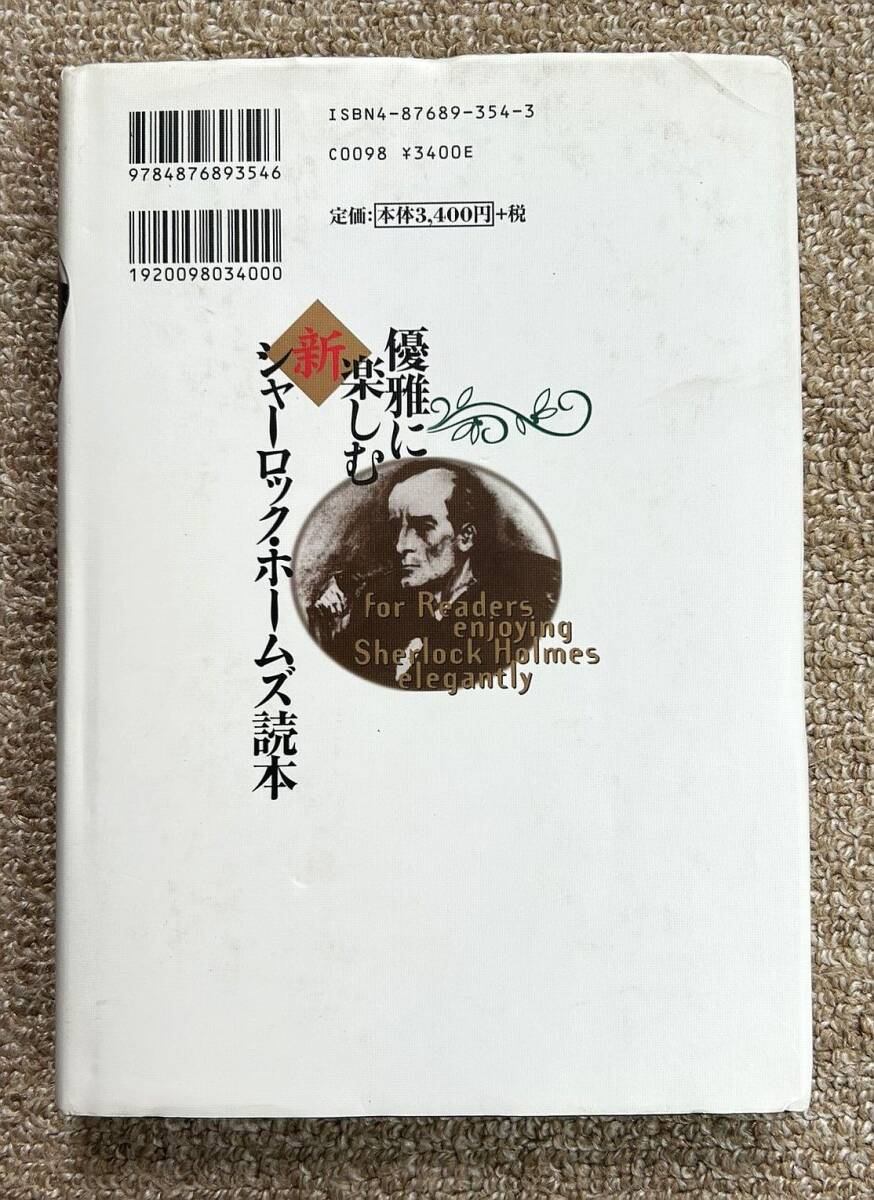 ISBN4-87689-354-3
C0098 ¥3400E
9784876893546
定価:本体3,400円+税
1920098034000
優雅に
楽しむ
新
シャーロック・ホームズ読本
For Readers
enjoying
Sherlock Holmes
elegantly